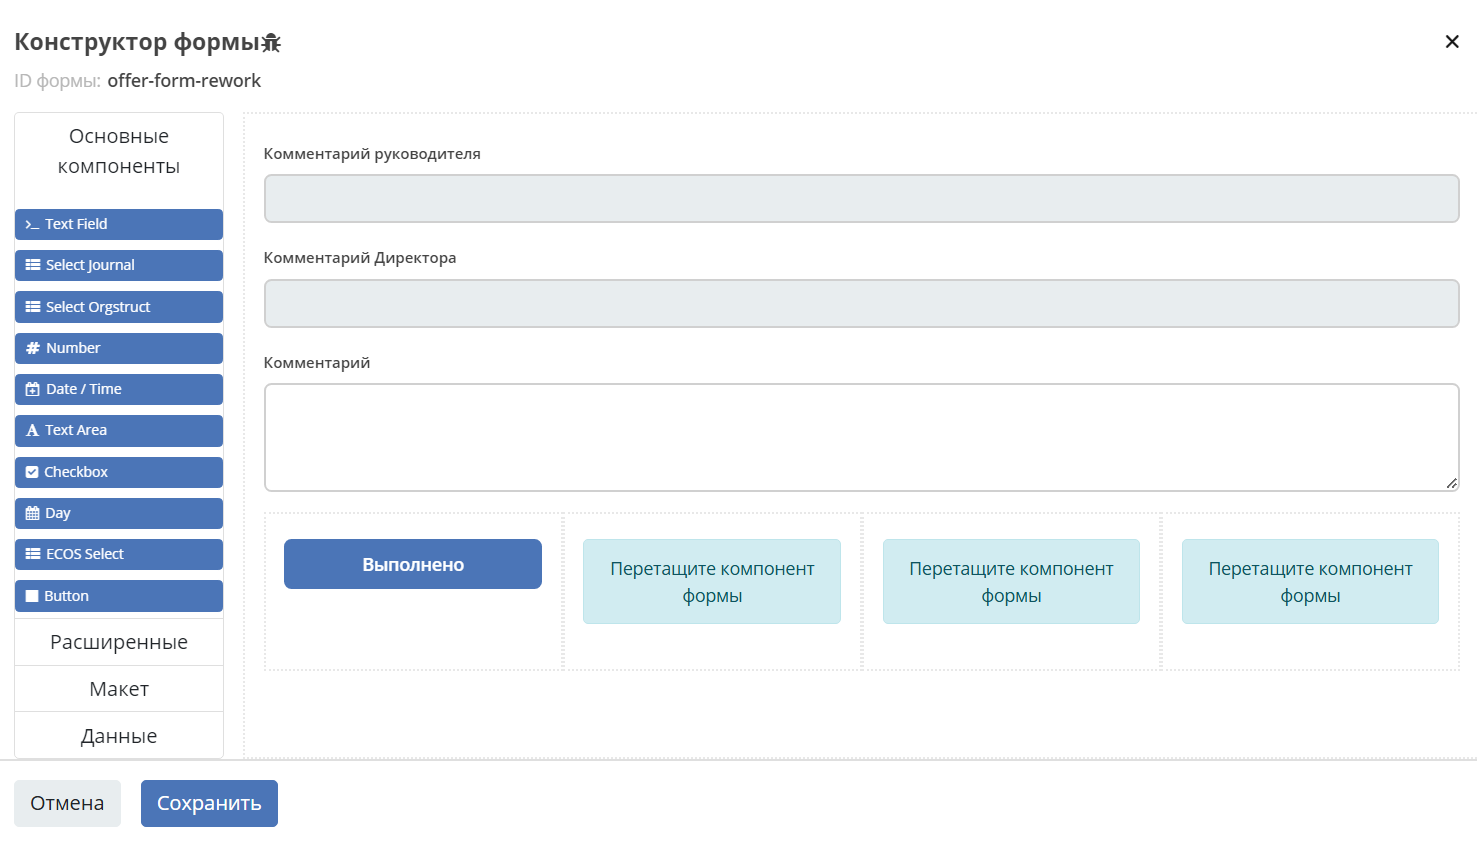 Конструктор формы
ID формы: offer-form-rework
Основные
компоненты
Text Field
Select Journal
Select Orgstruct
Number
Date / Time
Text Area
Checkbox
Day
ECOS Select
Button
Расширенные
Макет
Данные
Комментарий руководителя
Комментарий Директора
Комментарий
Выполнено
Перетащите компонент
формы
Перетащите компонент
формы
Перетащите компонент
формы
Отмена
Сохранить